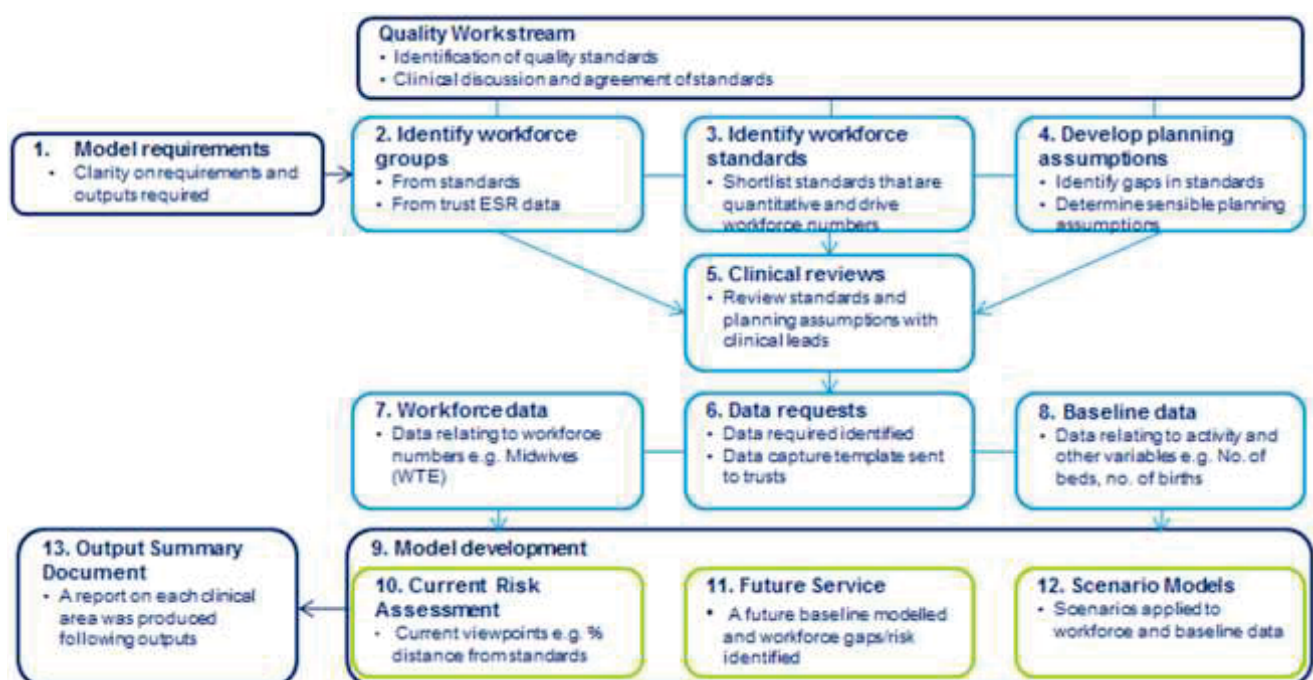 Quality Workstream
• Identification of quality standards
• Clinical discussion and agreement of standards
1. Model requirements
• Clarity on requirements and
outputs required
2. Identify workforce
groups
• From standards
• From trust ESR data
3. Identify workforce
standards
• Shortlist standards that are
quantitative and drive
workforce numbers
4. Develop planning
assumptions
• Identify gaps in standards
• Determine sensible planning
assumptions
5. Clinical reviews
• Review standards and
planning assumptions with
clinical leads
7. Workforce data
• Data relating to workforce
numbers e.g. Midwives
(WTE)
6. Data requests
• Data required identified
• Data capture template sent
to trusts
8. Baseline data
• Data relating to activity and
other variables e.g. No. of
beds, no. of births
13. Output Summary
Document
• A report on each clinical
area was produced
following outputs
9. Model development
10. Current Risk
Assessment
• Current viewpoints e.g. %
distance from standards
11. Future Service
• A future baseline modelled
and workforce gaps/risk
identified
12. Scenario Models
• Scenarios applied to
workforce and baseline data